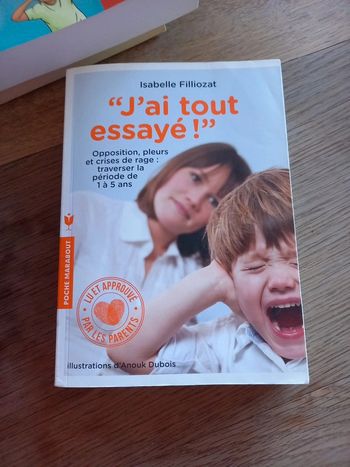 Isabelle Filliozat
“J'ai tout
essayé !”
Opposition, pleurs
et crises de rage :
traverser la
période de
1 à 5 ans
POCHE MARABOUT
LU ET APPROUVÉ
PAR LES PARENTS
illustrations d'Anouk Dubois